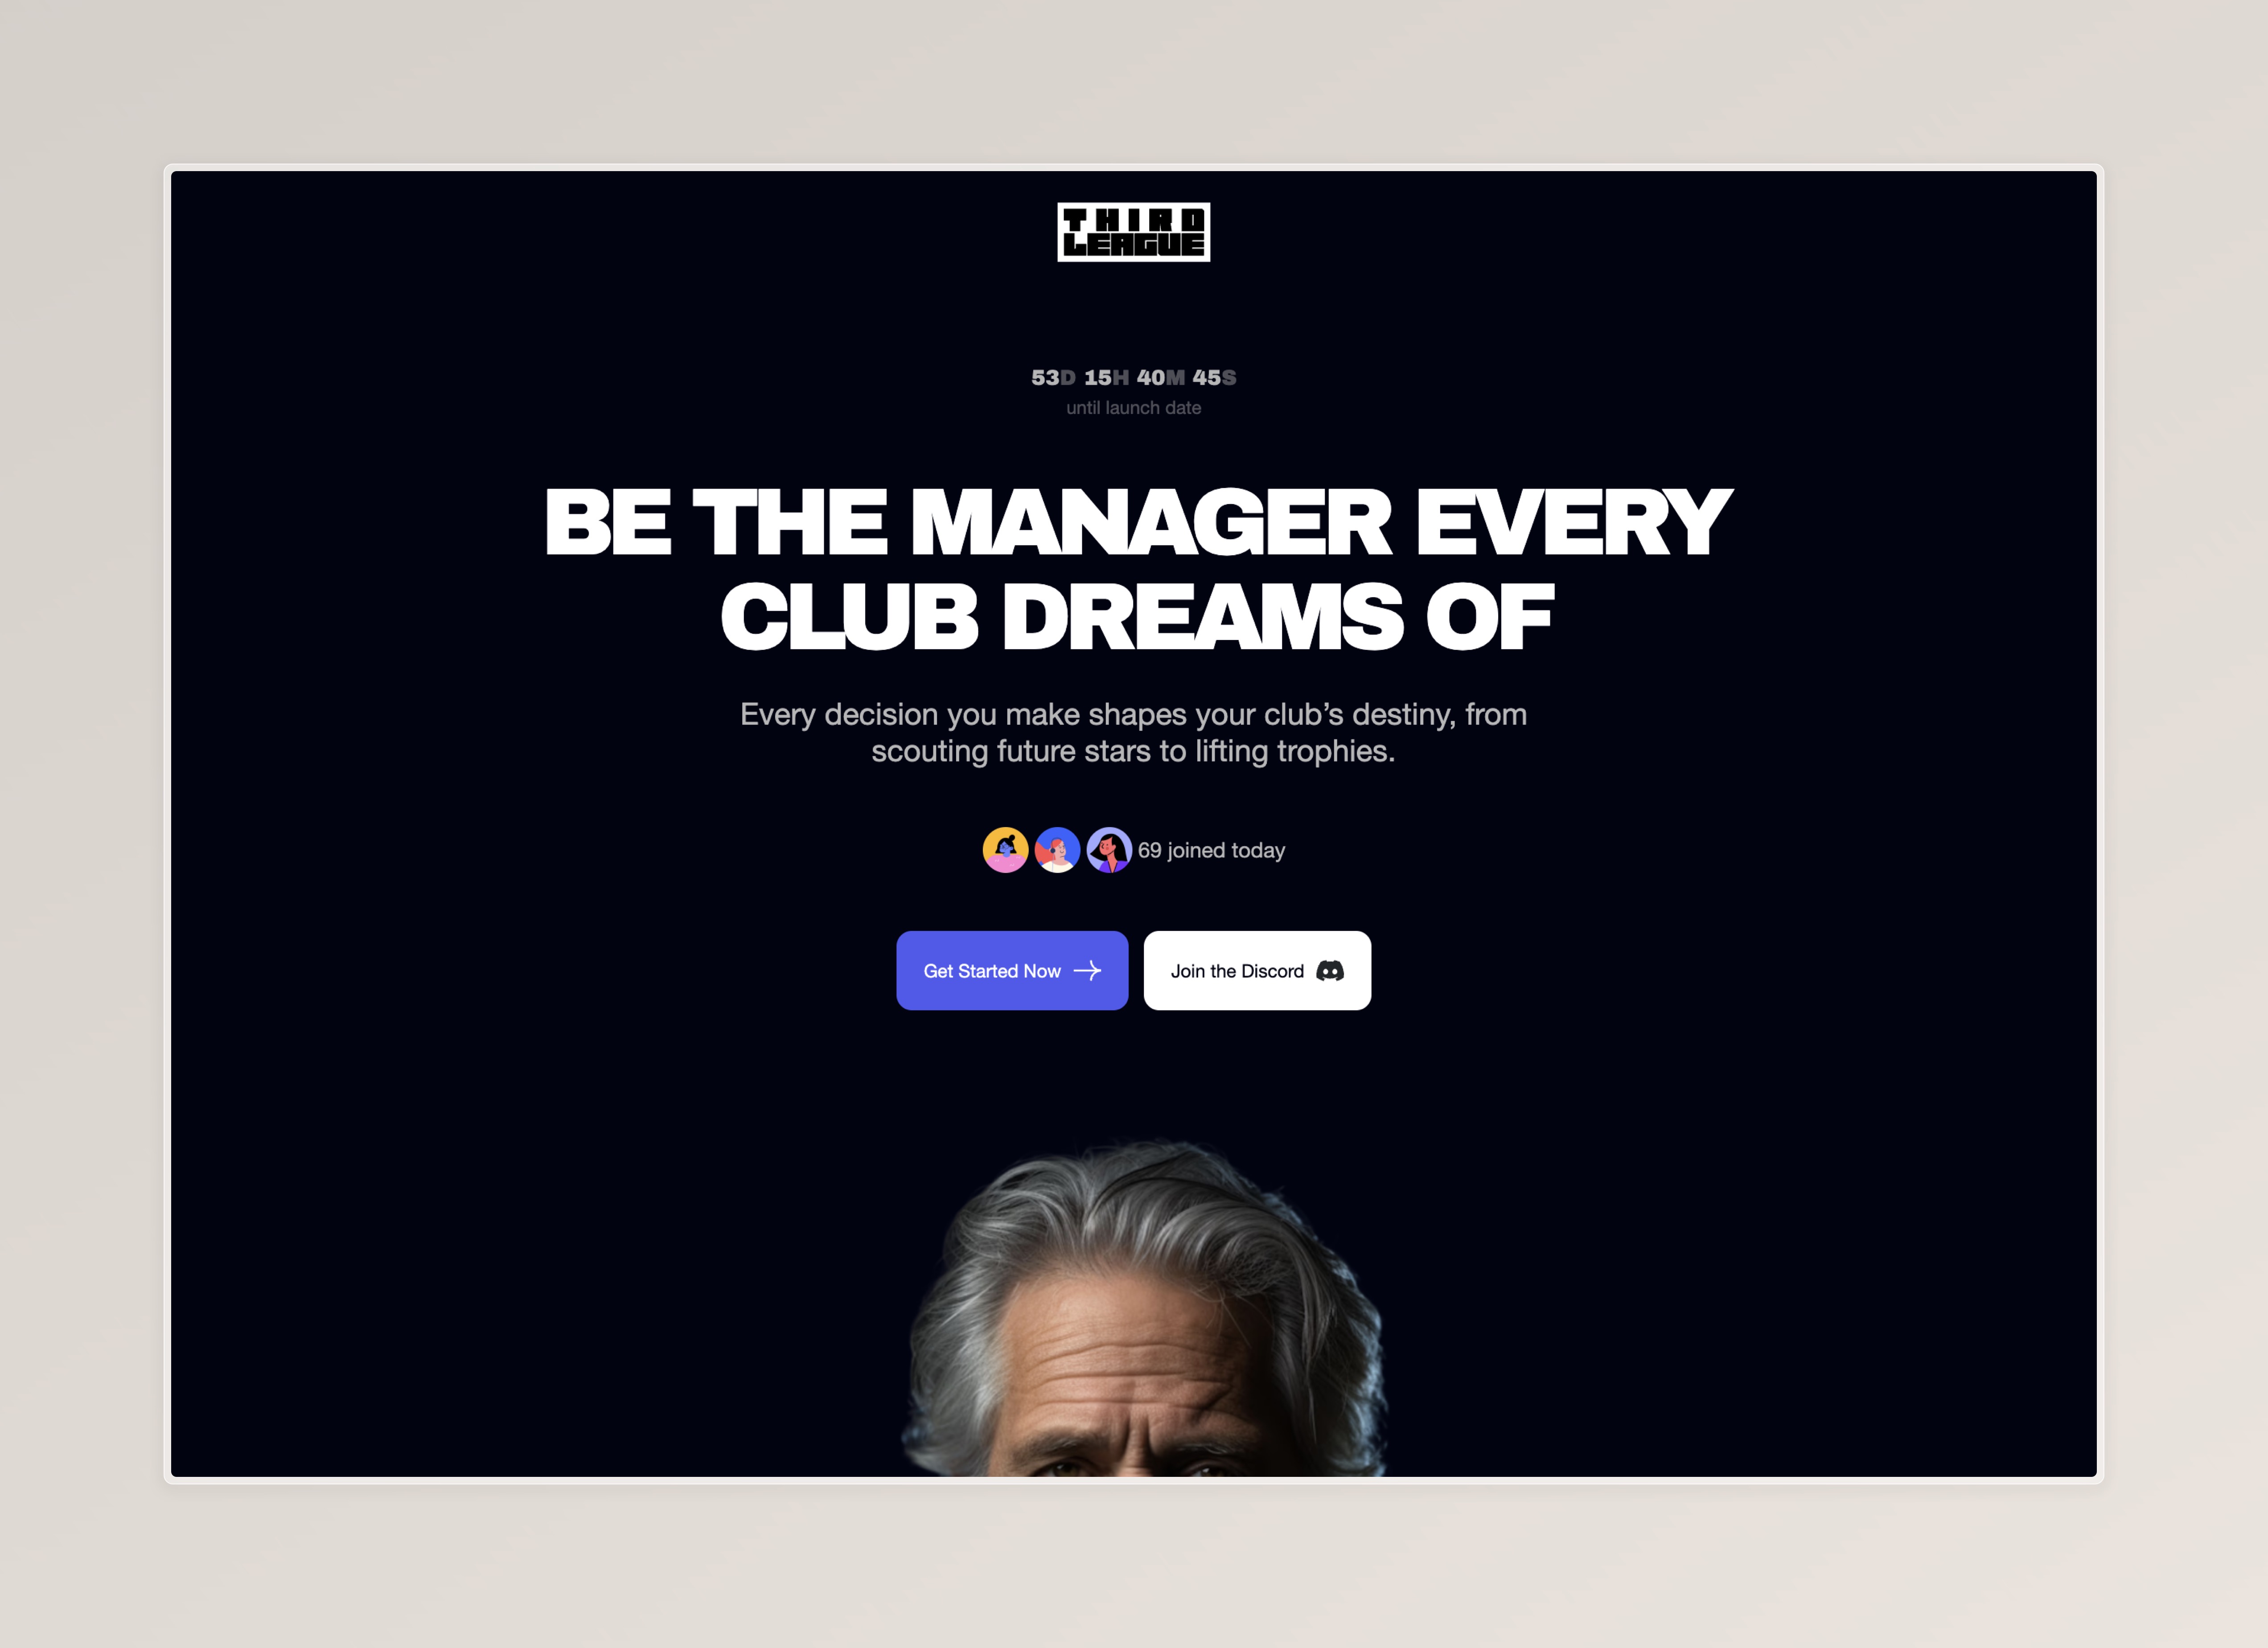 THIRD
LEAGUE
53D 15H 40M 45S
until launch date
BE THE MANAGER EVERY
CLUB DREAMS OF
Every decision you make shapes your club’s destiny, from
scouting future stars to lifting trophies.
69 joined today
Get Started Now
Join the Discord